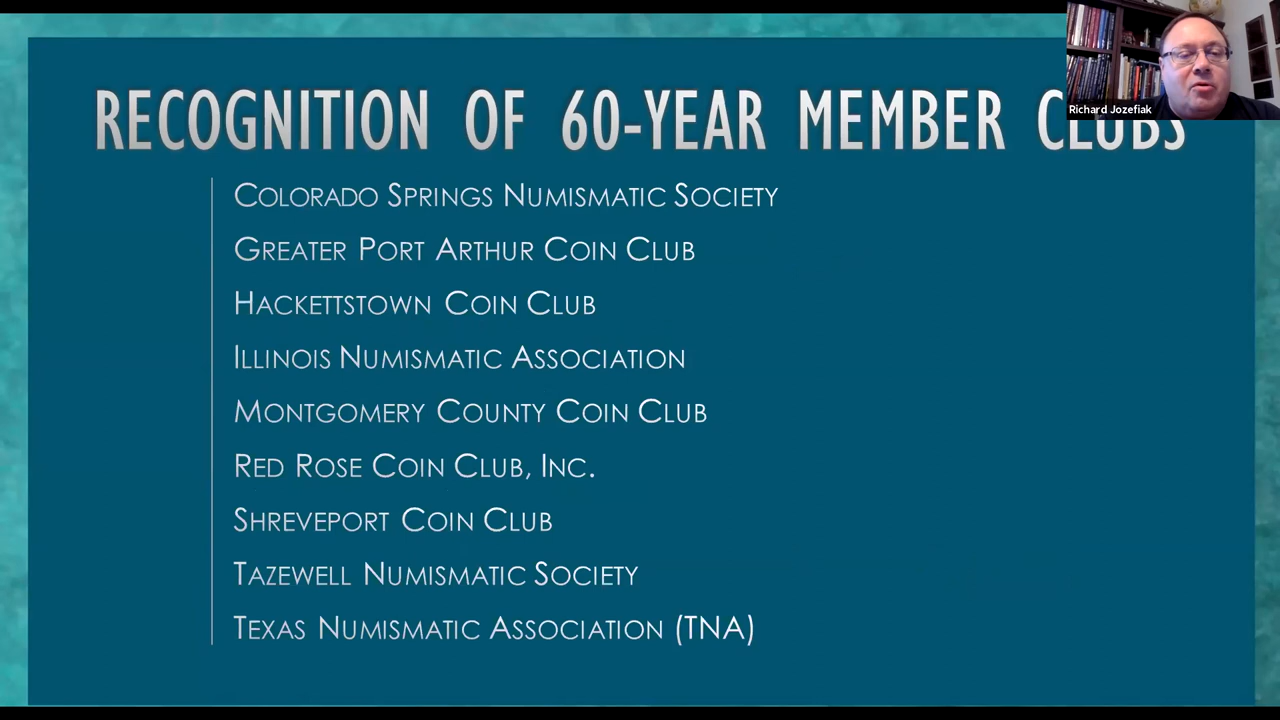 RECOGNITION OF 60-YEAR MEMBER CLUBS
Richard Jozefiak
COLORADO SPRINGS NUMISMATIC SOCIETY
GREATER PORT ARTHUR COIN CLUB
HACKETTSTOWN COIN CLUB
ILLINOIS NUMISMATIC ASSOCIATION
MONTGOMERY COUNTY COIN CLUB
RED ROSE COIN CLUB, INC.
SHREVEPORT COIN CLUB
TAZEWELL NUMISMATIC SOCIETY
TEXAS NUMISMATIC ASSOCIATION (TNA)